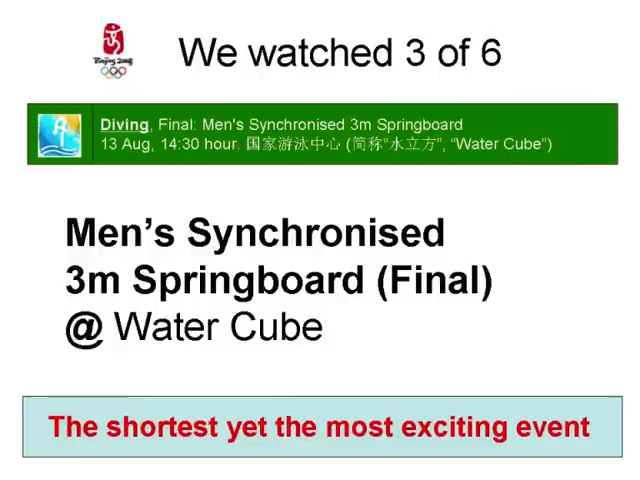 Beijing 2008
We watched 3 of 6
Diving, Final: Men's Synchronised 3m Springboard
13 Aug, 14:30 hour. 国家游泳中心 (简称“水立方”, “Water Cube”)
Men’s Synchronised
3m Springboard (Final)
@ Water Cube
The shortest yet the most exciting event